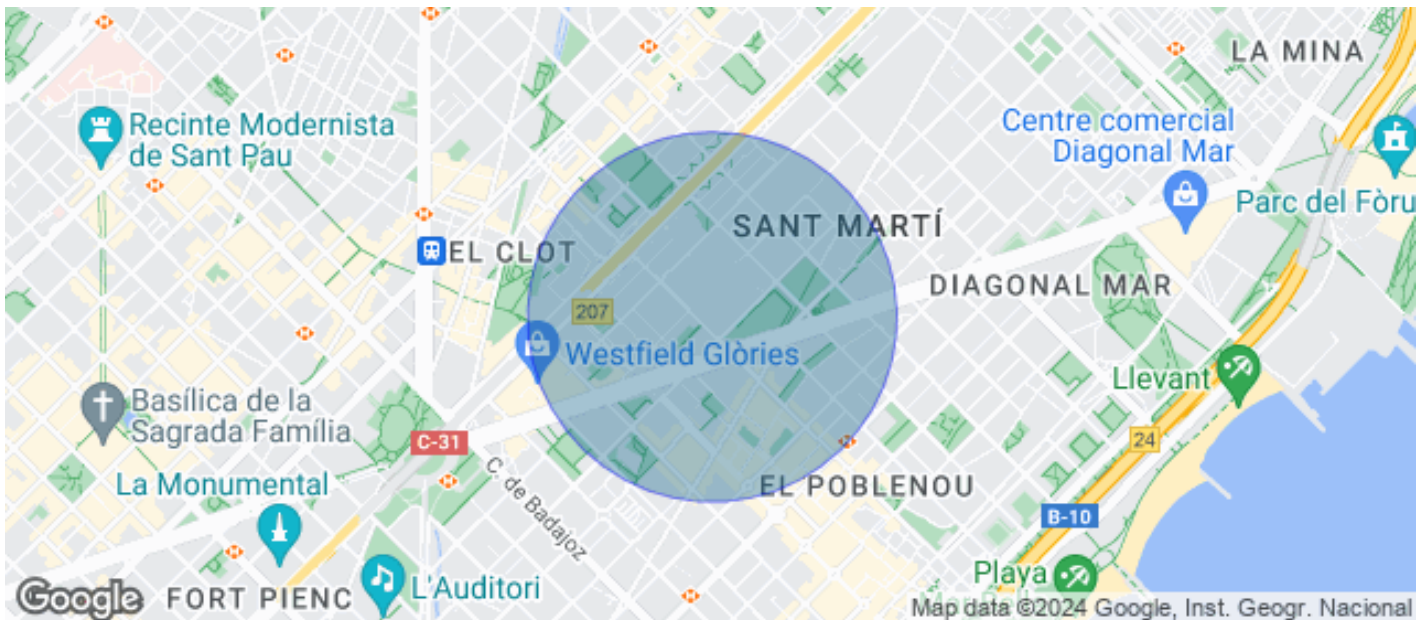 LA MINA
Recinte Modernista
de Sant Pau
Centre comercial
Diagonal Mar
Parc del Fòru
SANT MARTÍ
EL CLOT
DIAGONAL MAR
207
Westfield Glòries
Llevant
Basílica de la
Sagrada Família
C-31
24
La Monumental
C. de Badajoz
EL POBLENOU
B-10
L'Auditori
Playa
Google
FORT PIENC
Map data ©2024 Google, Inst. Geogr. Nacional